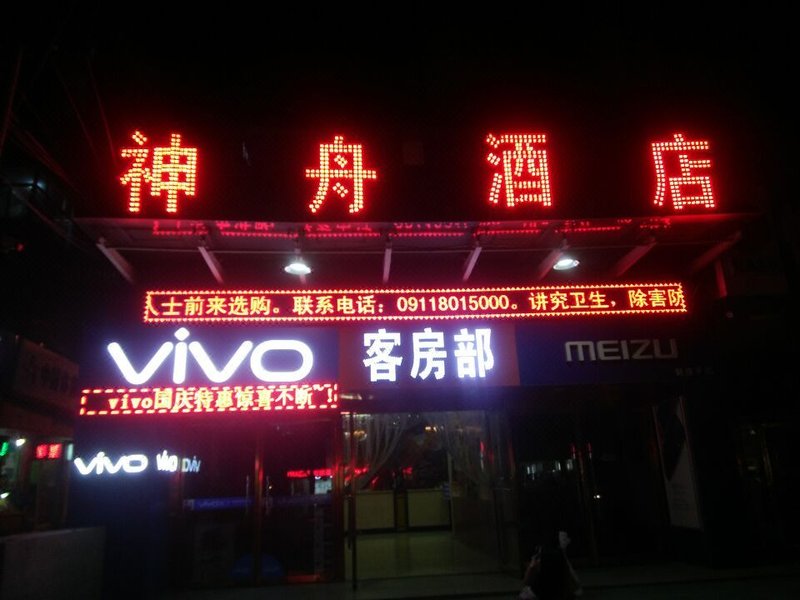 神舟酒店
人士前来选购。联系电话：09118015000。讲究卫生，除害防
vivo
客房部
MEIZU
vivo国庆特惠惊喜不断
vivo